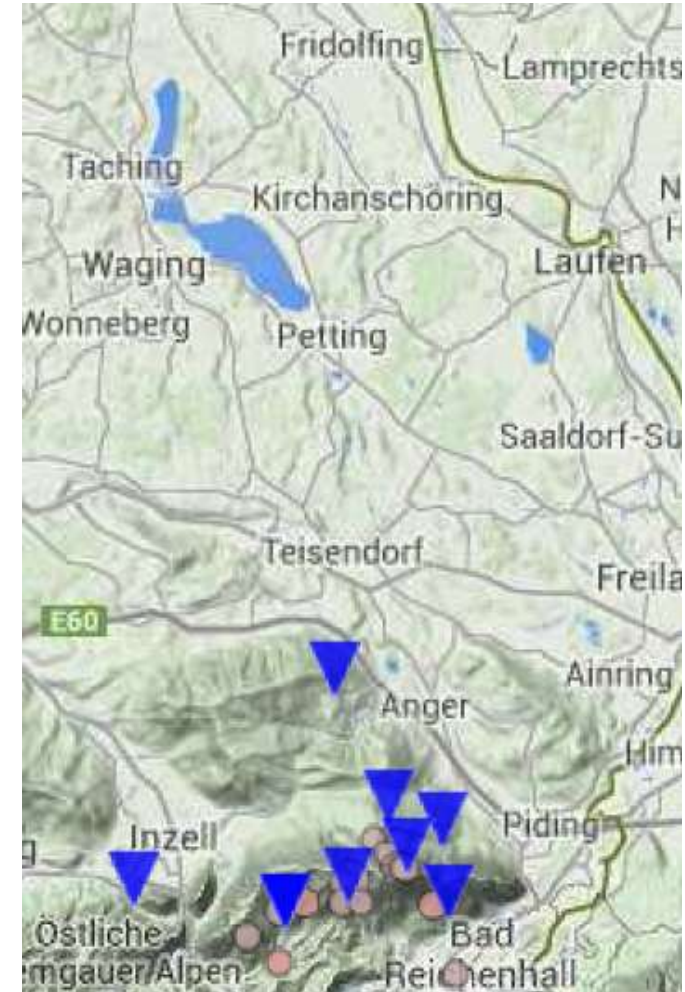 Fridolfing
Lamprechts
Taching
Kirchanschöring
N
H
Laufen
Waging
Wonneberg
Petting
Saaldorf-Su
Teisendorf
Freila
E60
Ainring
Anger
Him
Piding
Inzell
g
Östliche
emgauer Alpen
Bad
Reichenhall